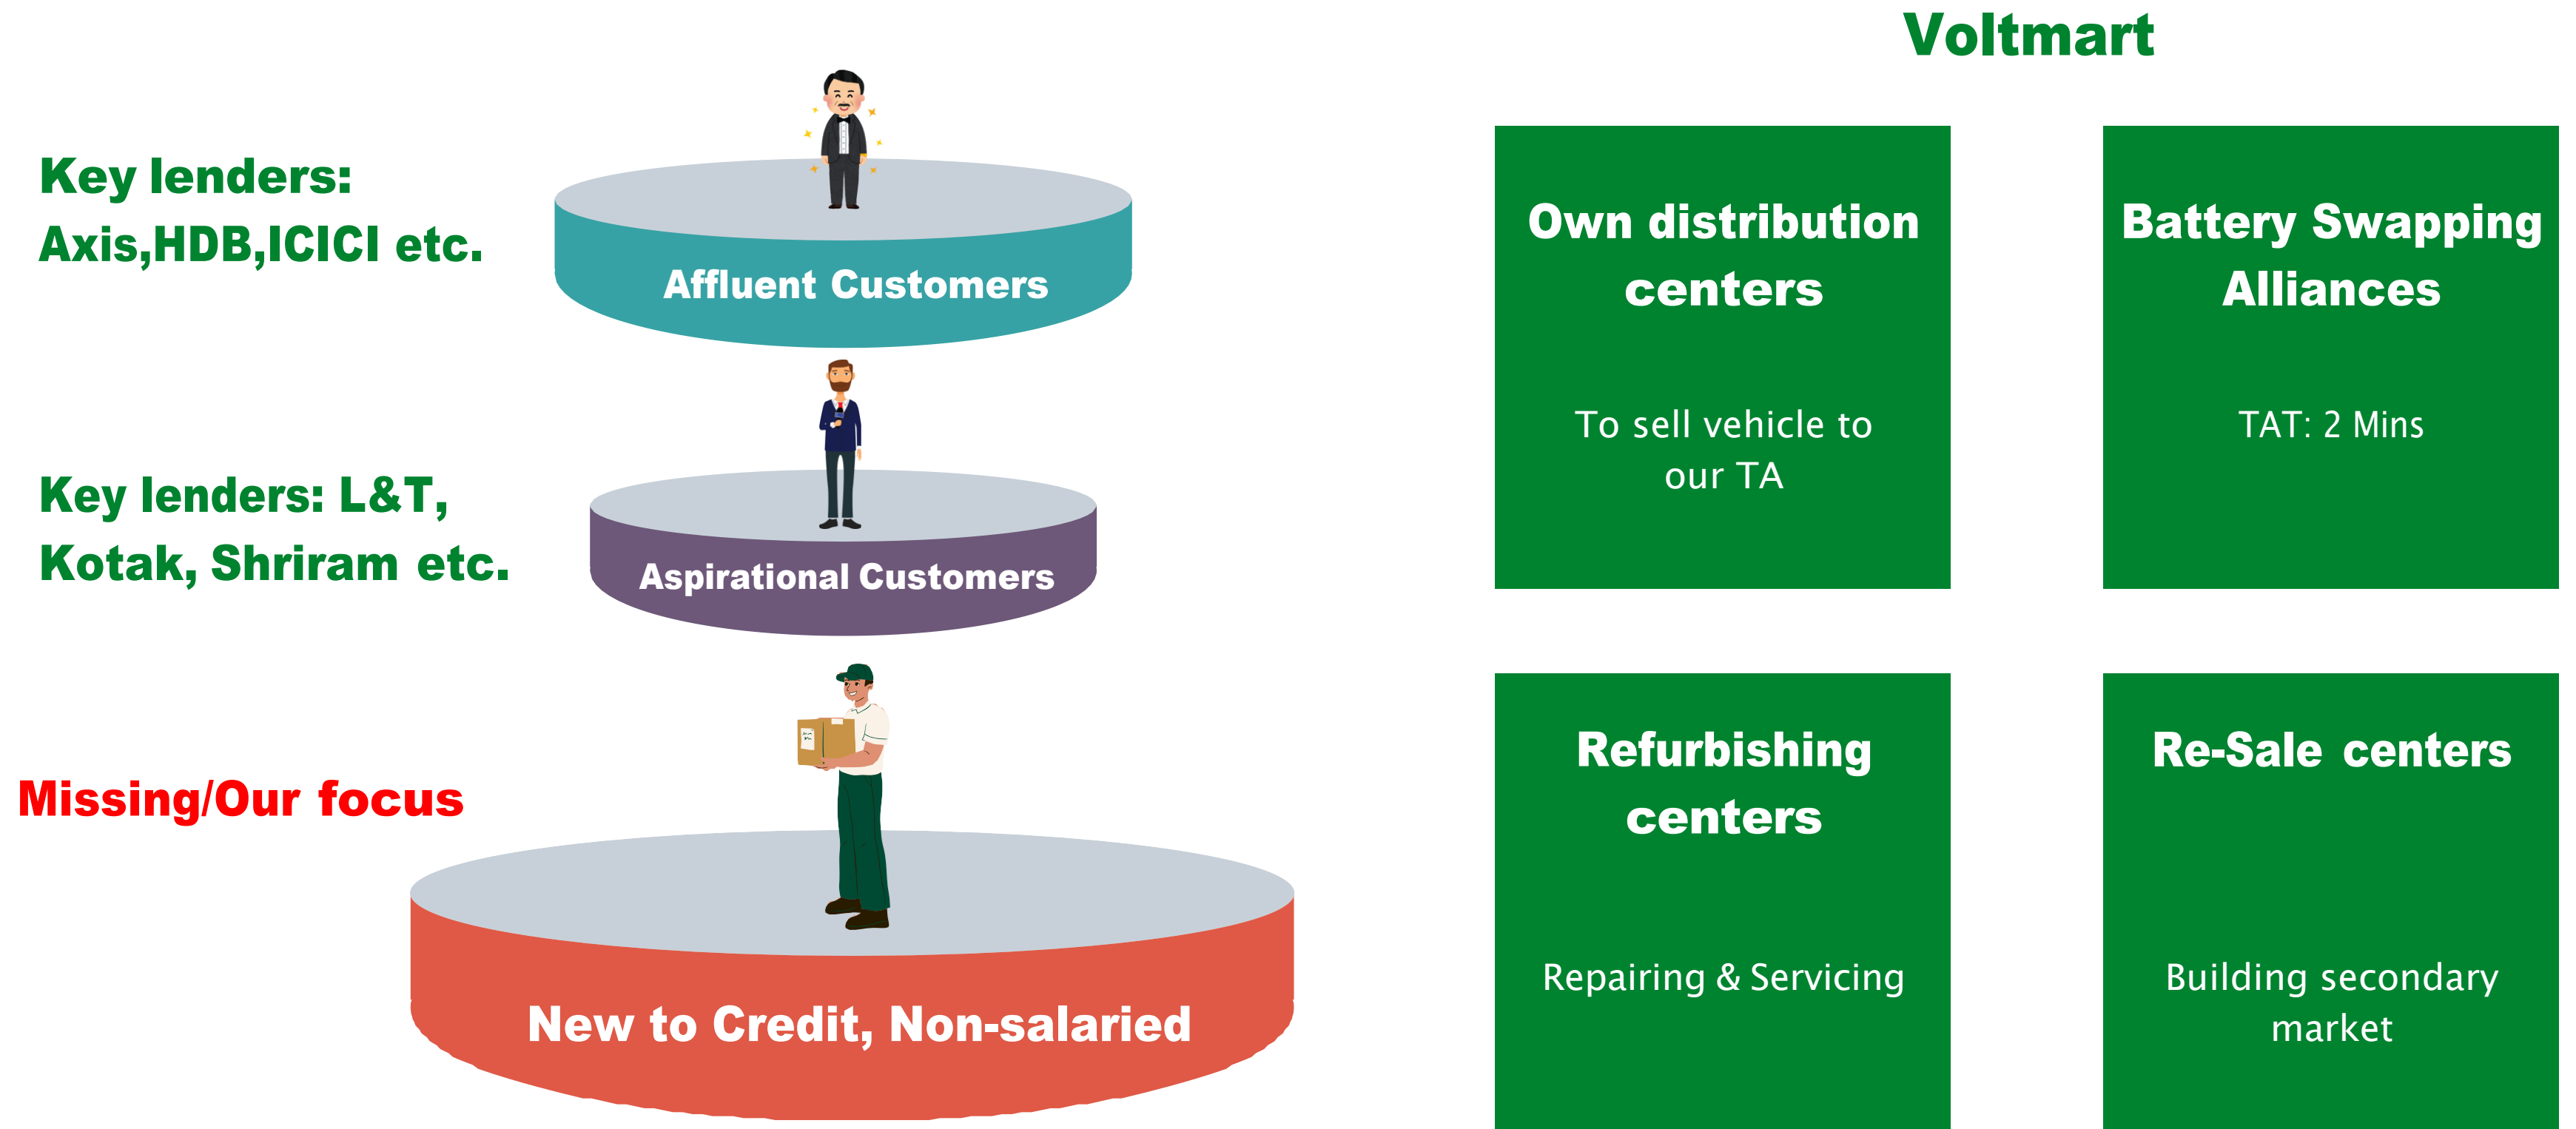 Voltmart
Key lenders:
Axis,HDB,ICICI etc.
Affluent Customers
Key lenders: L&T,
Kotak, Shriram etc.
Aspirational Customers
Missing/Our focus
New to Credit, Non-salaried
Own distribution
centers
To sell vehicle to
our TA
Battery Swapping
Alliances
TAT: 2 Mins
Refurbishing
centers
Repairing & Servicing
Re-Sale centers
Building secondary
market